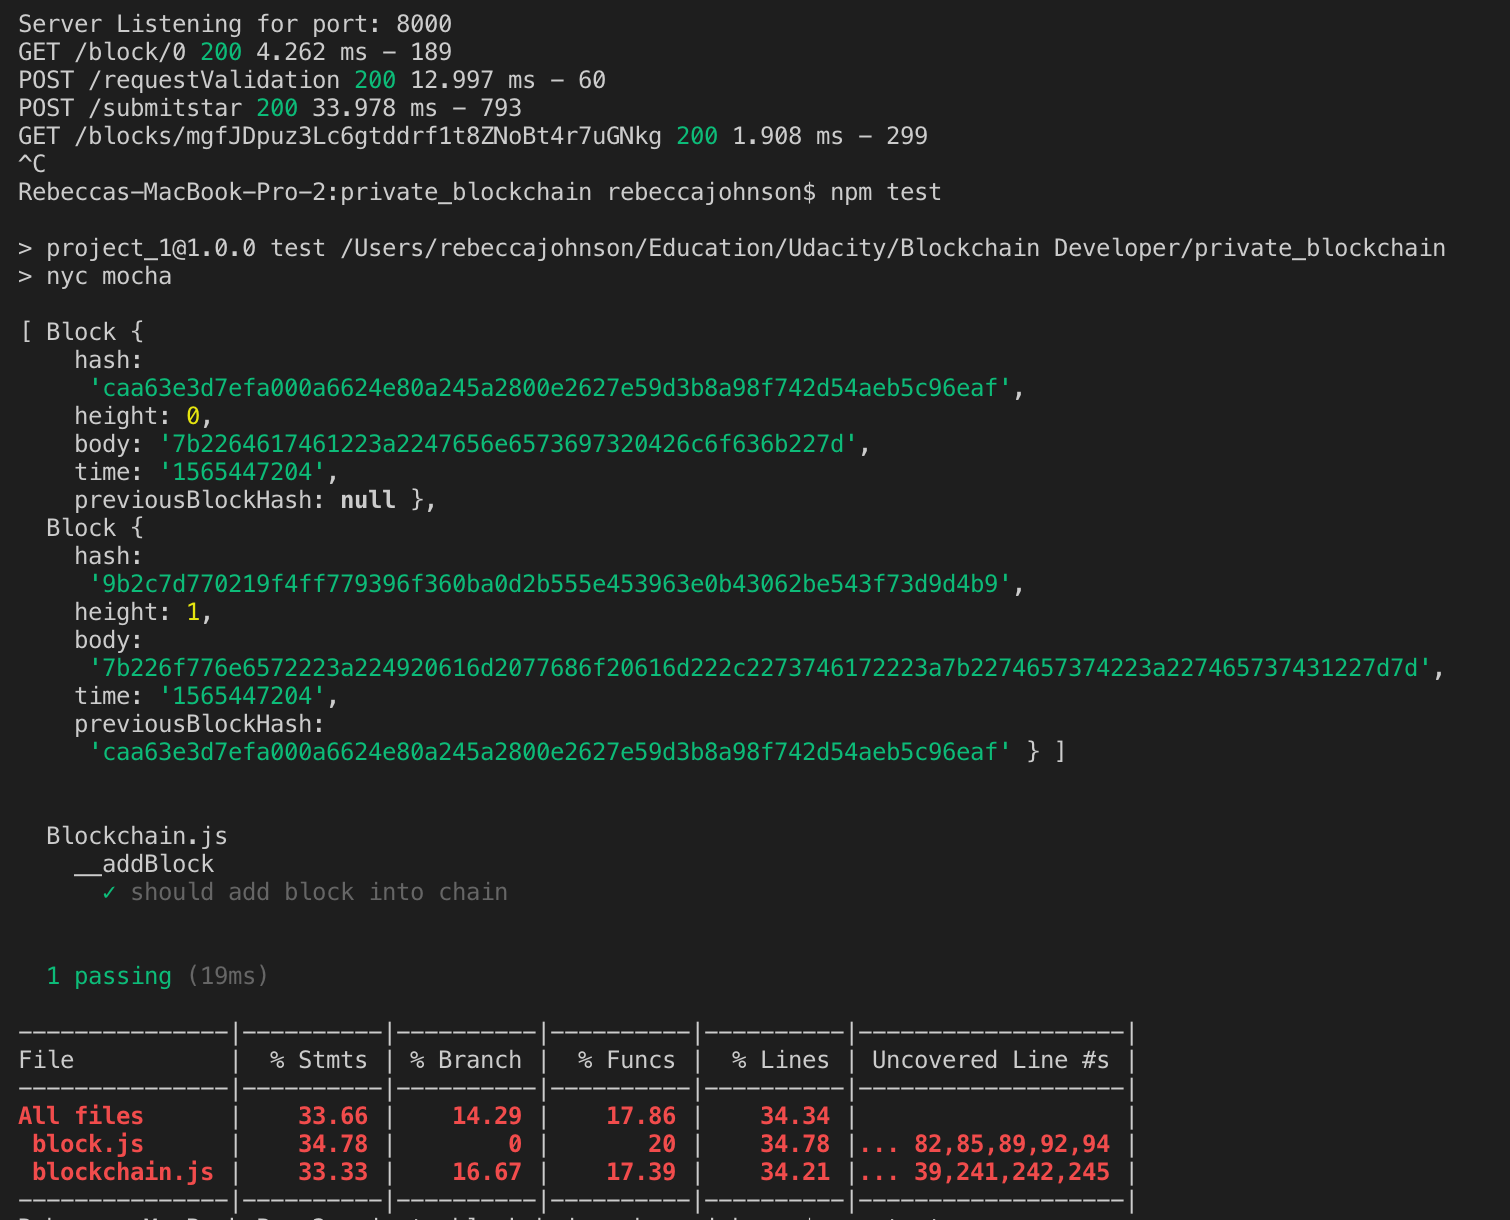 Server Listening for port: 8000
GET /block/0 200 4.262 ms - 189
POST /requestValidation 200 12.997 ms - 60
POST /submitstar 200 33.978 ms - 793
GET /blocks/mgfJDpuz3Lc6gtddrf1t8ZNoBt4r7uGNkg 200 1.908 ms - 299
^C
Rebeccas-MacBook-Pro-2:private_blockchain rebeccajohnson$ npm test
> project_1@1.0.0 test /Users/rebeccajohnson/Education/Udacity/Blockchain Developer/private_blockchain
> nyc mocha
[ Block {
hash:
'caa63e3d7efa000a6624e80a245a2800e2627e59d3b8a98f742d54aeb5c96eaf',
height: 0,
body: '7b2264617461223a2247656e6573697320426c6f636b227d',
time: '1565447204',
previousBlockHash: null },
Block {
hash:
'9b2c7d770219f4ff779396f360ba0d2b555e453963e0b43062be543f73d9d4b9',
height: 1,
body:
'7b226f776e6572223a224920616d2077686f20616d222c2273746172223a7b2274657374223a227465737431227d7d',
time: '1565447204',
previousBlockHash:
'caa63e3d7efa000a6624e80a245a2800e2627e59d3b8a98f742d54aeb5c96eaf' } ]
Blockchain.js
__addBlock
✓ should add block into chain
1 passing (19ms)
---------------|----------|----------|----------|----------|-------------------|
File | % Stmts | % Branch | % Funcs | % Lines | Uncovered Line #s |
---------------|----------|----------|----------|----------|-------------------|
All files | 33.66 | 14.29 | 17.86 | 34.34 | |
block.js | 34.78 | 0 | 20 | 34.78 |... 82,85,89,92,94 |
blockchain.js | 33.33 | 16.67 | 17.39 | 34.21 |... 39,241,242,245 |
---------------|----------|----------|----------|----------|-------------------|